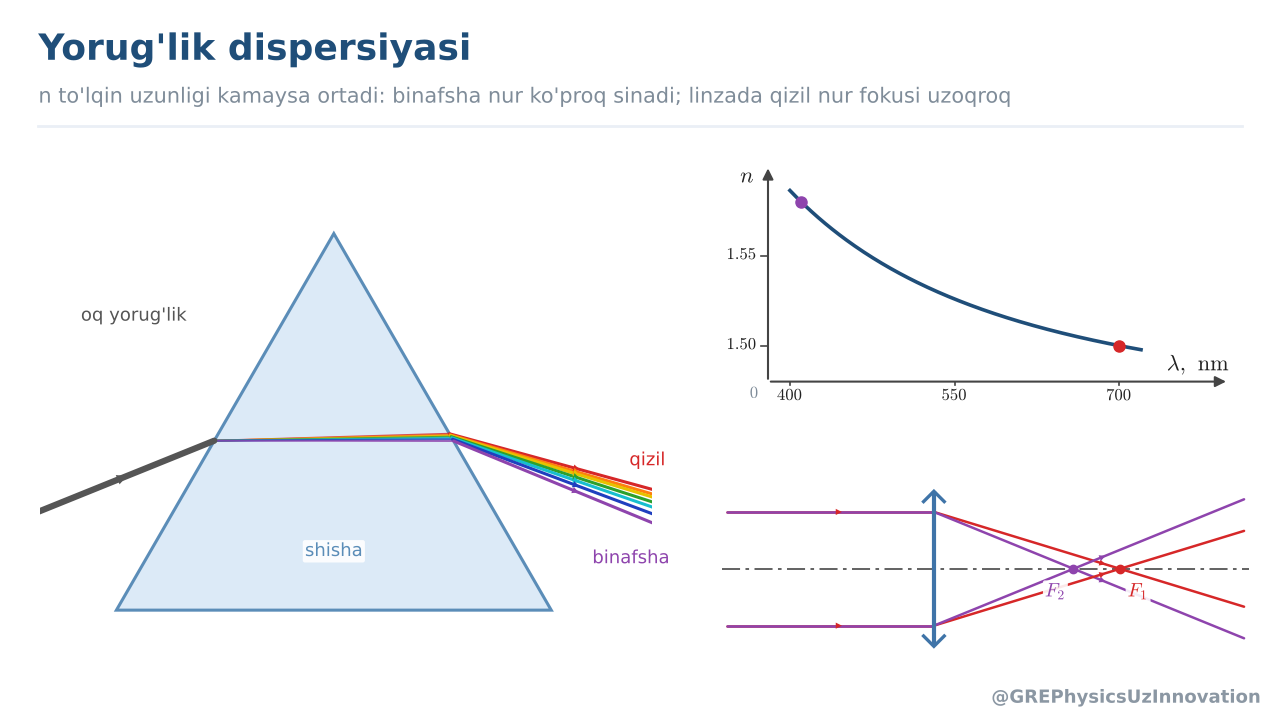 Yorug'lik dispersiyasi
n to'lqin uzunligi kamaysa ortadi: binafsha nur ko'proq sinadi; linzada qizil nur fokusi uzoqroq
oq yorug'lik
shisha
qizil
binafsha
n
1.55
1.50
λ, nm
0
400
550
700
F₂
F₁
@GREPhysicsUzInnovation